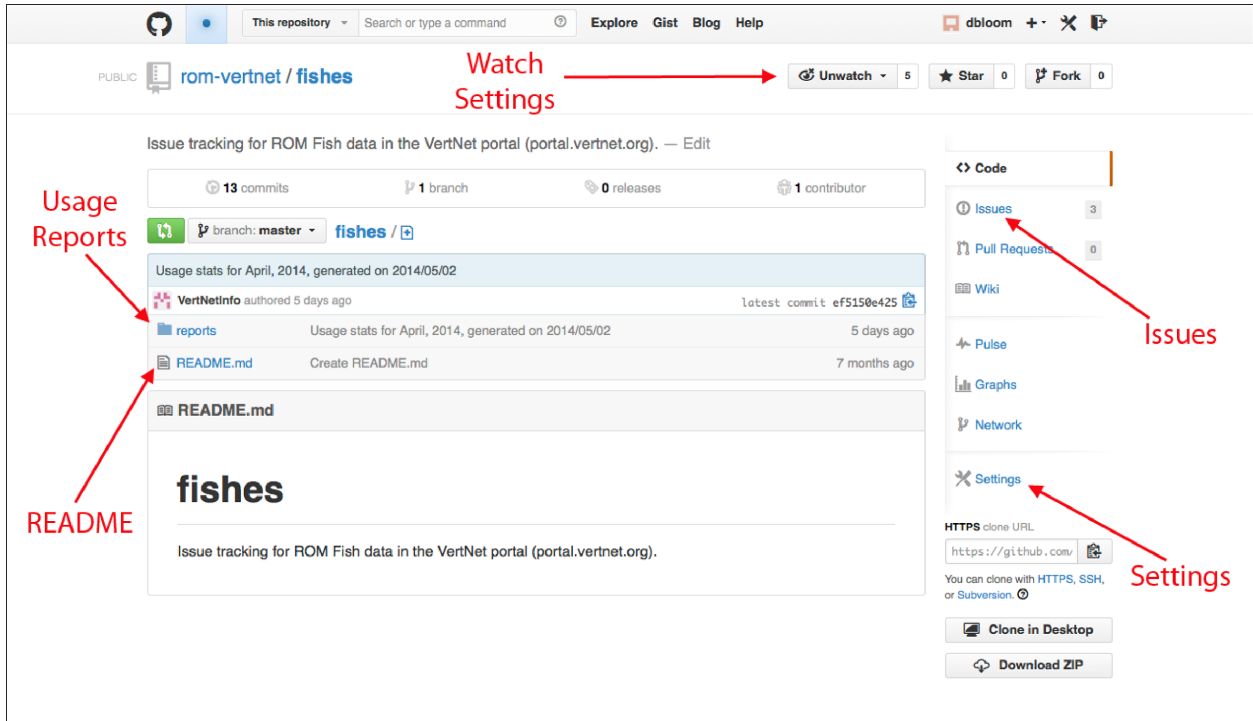 This repository Search or type a command Explore Gist Blog Help dbloom
PUBLIC rom-vertnet / fishes
Watch
Settings
Unwatch 5 Star 0 Fork 0
Issue tracking for ROM Fish data in the VertNet portal (portal.vertnet.org). — Edit
13 commits 1 branch 0 releases 1 contributor
Usage
Reports
branch: master fishes /
Usage stats for April, 2014, generated on 2014/05/02
VertNetInfo authored 5 days ago latest commit ef5150e425
reports Usage stats for April, 2014, generated on 2014/05/02 5 days ago
README.md Create README.md 7 months ago
README.md
fishes
README
Issue tracking for ROM Fish data in the VertNet portal (portal.vertnet.org).
Code
Issues 3
Pull Requests 0
Wiki
Issues
Pulse
Graphs
Network
Settings
HTTPS clone URL
https://github.com/
You can clone with HTTPS, SSH,
or Subversion.
Settings
Clone in Desktop
Download ZIP